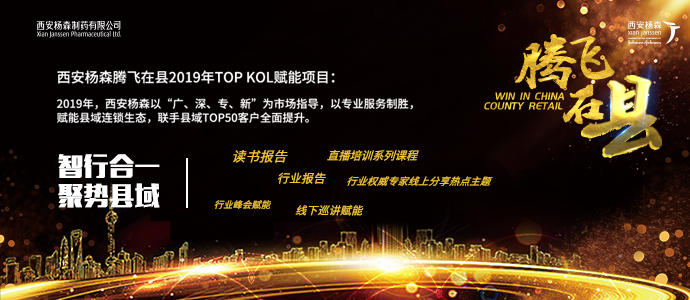 西安杨森制药有限公司
Xian Janssen Pharmaceutical Ltd.
西安杨森
xian janssen
腾飞
在县
WIN IN CHINA
COUNTY RETAIL
西安杨森腾飞在县2019年TOP KOL赋能项目：
2019年，西安杨森以“广、深、专、新”为市场指导，以专业服务制胜，
赋能县域连锁生态，联手县域TOP50客户全面提升。
智行合一
聚势县域
读书报告
直播培训系列课程
行业报告
行业权威专家线上分享热点主题
行业峰会赋能
线下巡讲赋能